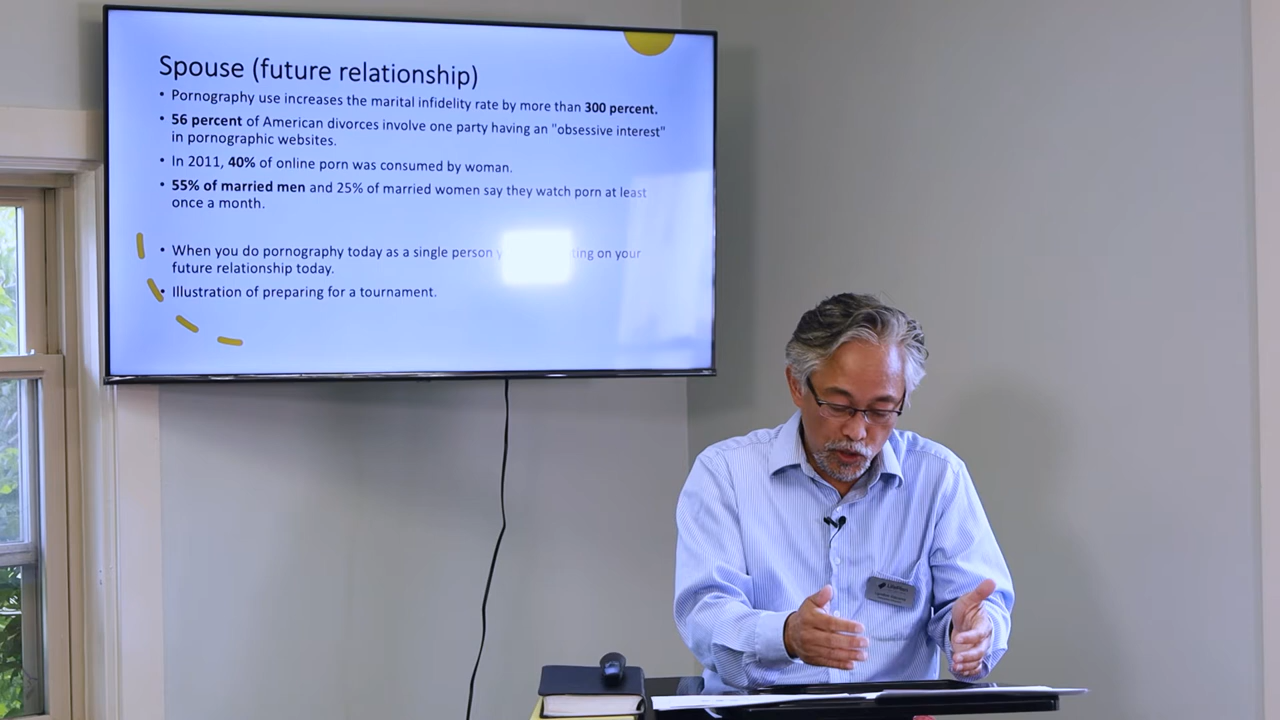 Spouse (future relationship)
• Pornography use increases the marital infidelity rate by more than 300 percent.
• 56 percent of American divorces involve one party having an "obsessive interest"
in pornographic websites.
• In 2011, 40% of online porn was consumed by woman.
• 55% of married men and 25% of married women say they watch porn at least
once a month.
• When you do pornography today as a single person on your
future relationship today.
• Illustration of preparing for a tournament.